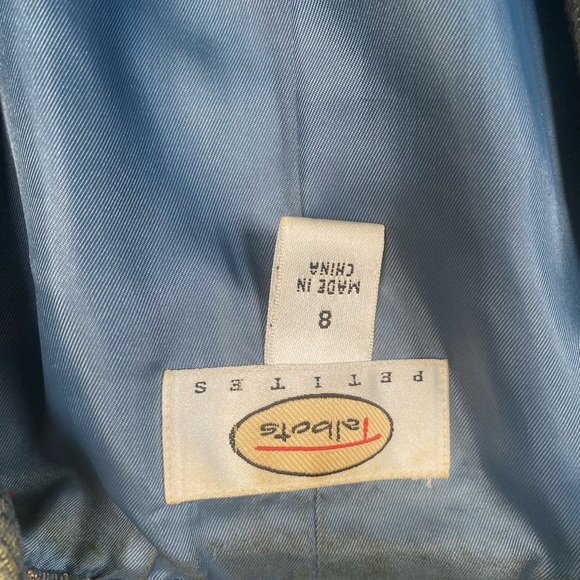 Talbots
PETITES
8
MADE IN
CHINA